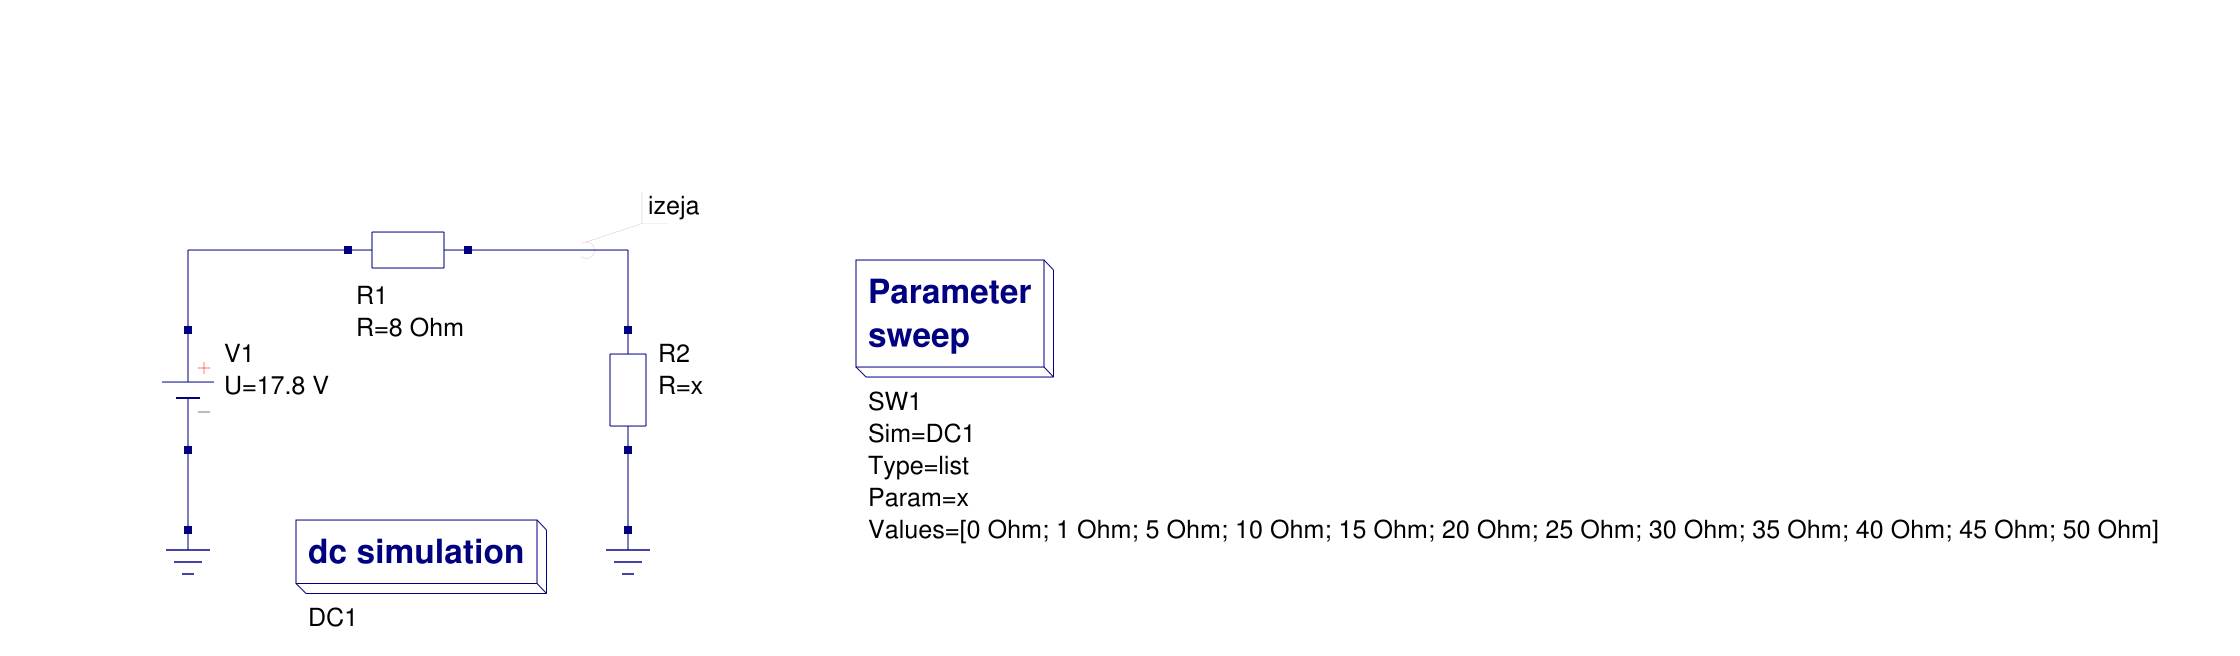 izeja
R1
R=8 Ohm
V1
U=17.8 V
R2
R=x
Parameter
sweep
SW1
Sim=DC1
Type=list
Param=x
Values=[0 Ohm; 1 Ohm; 5 Ohm; 10 Ohm; 15 Ohm; 20 Ohm; 25 Ohm; 30 Ohm; 35 Ohm; 40 Ohm; 45 Ohm; 50 Ohm]
dc simulation
DC1